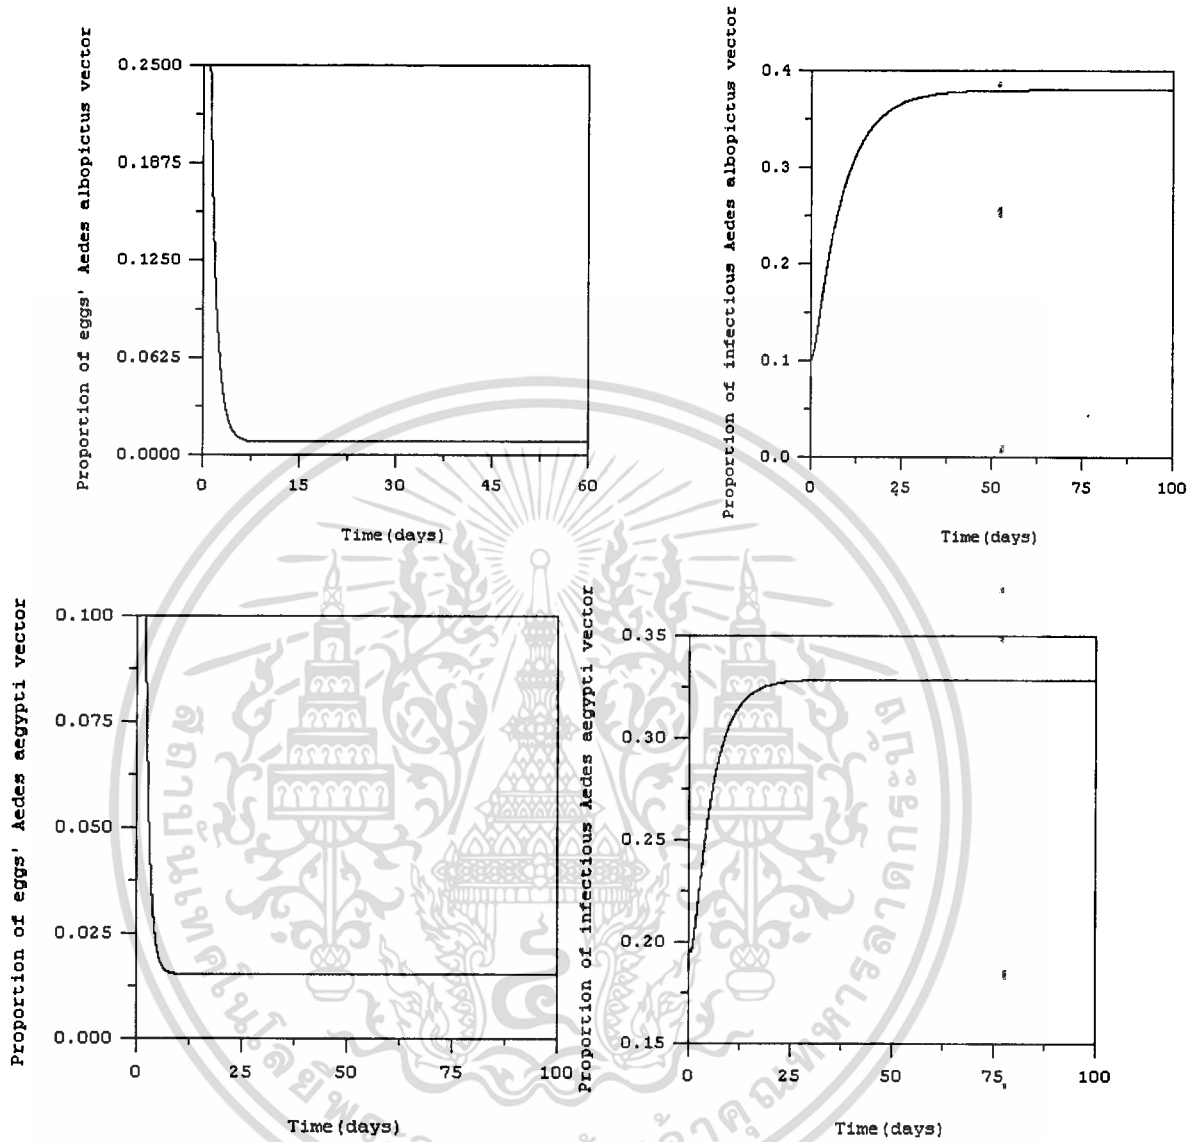 Proportion of eggs' Aedes albopictus vector
0.2500
0.1875
0.1250
0.0625
0.0000
0 15 30 45 60
Time(days)
Proportion of infectious Aedes albopictus vector
0.4
0.3
0.2
0.1
0.0
0 25 50 75 100
Time(days)
Proportion of eggs' Aedes aegypti vector
0.100
0.075
0.050
0.025
0.000
0 25 50 75 100
Time(days)
Proportion of infectious Aedes aegypti vector
0.35
0.30
0.25
0.20
0.15
0 25 50 75 100
Time(days)